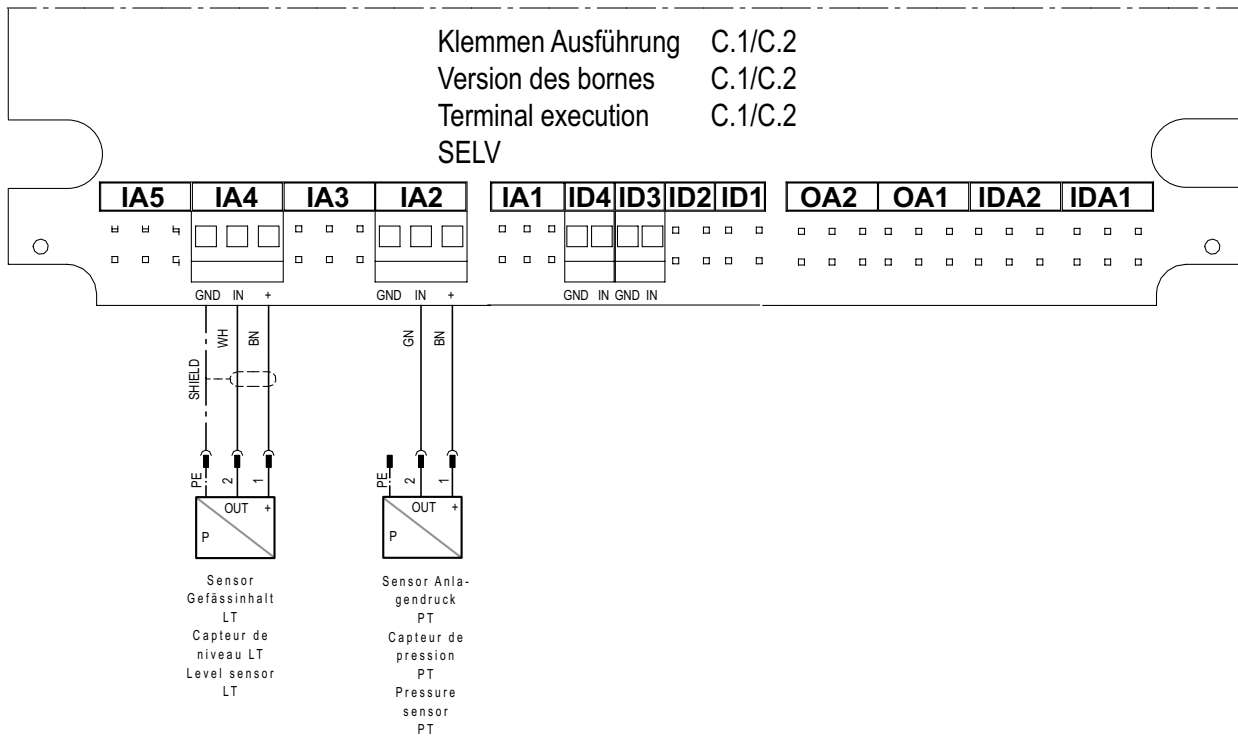 Klemmen Ausführung C.1/C.2
Version des bornes C.1/C.2
Terminal execution C.1/C.2
SELV
IA5 IA4 IA3 IA2 IA1 ID4 ID3 ID2 ID1 OA2 OA1 IDA2 IDA1
GND IN + GND IN + GND IN GND IN
SHIELD WH BN GN BN
PE 2 1 PE 2 1
OUT + OUT +
P P
Sensor
Gefässinhalt
LT
Capteur de
niveau LT
Level sensor
LT
Sensor Anla-
gendruck
PT
Capteur de
pression
PT
Pressure
sensor
PT